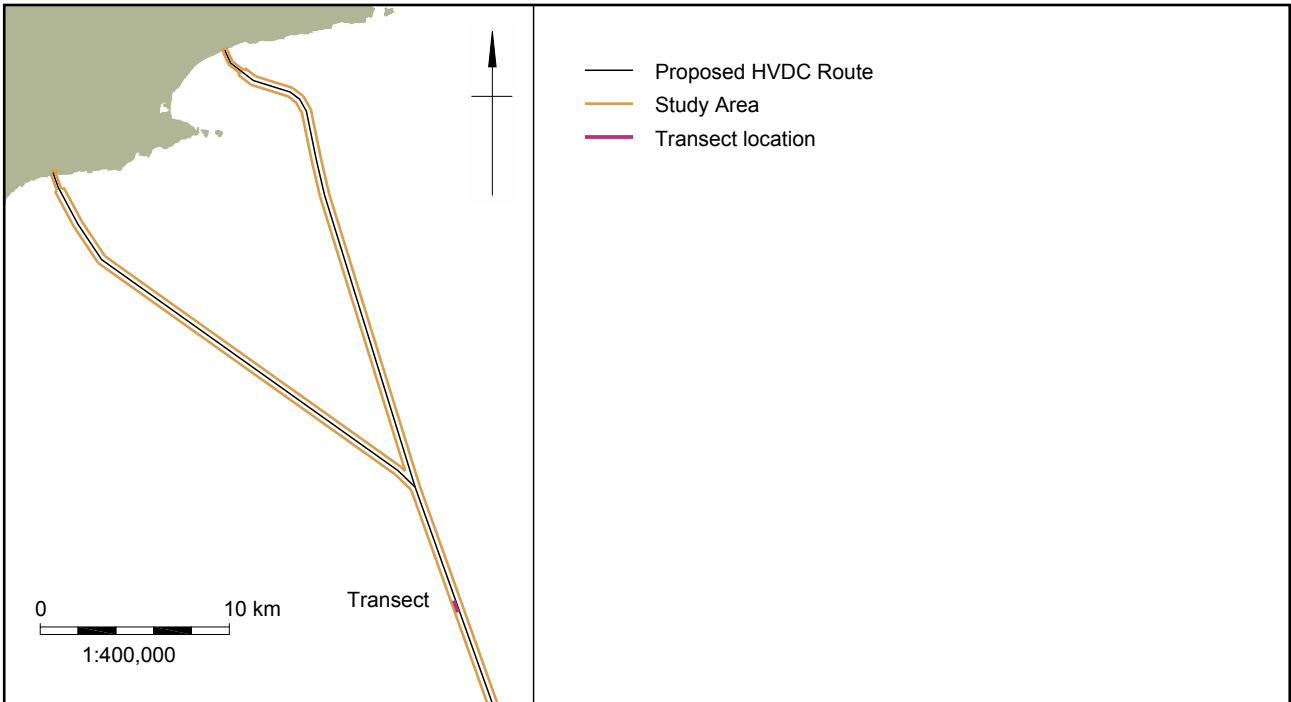 Proposed HVDC Route
Study Area
Transect location
Transect
0 10 km
1:400,000